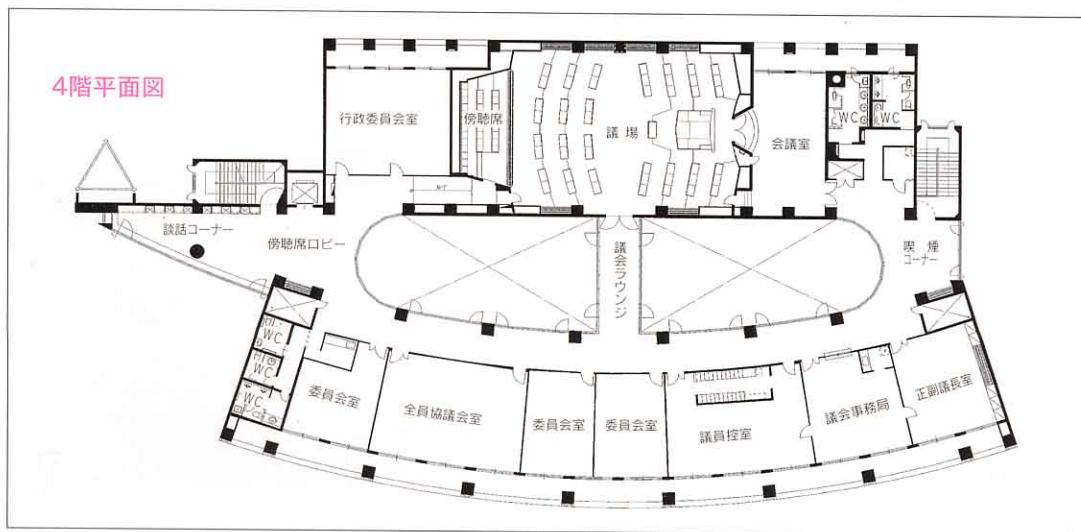 4階平面図
行政委員会室
傍聴席
議場
会議室
WC
WC
談話コーナー
傍聴席ロビー
議会ラウンジ
喫煙
コーナー
WC
WC
WC
委員会室
全員協議会室
委員会室
委員会室
議員控室
議会事務局
正副議長室